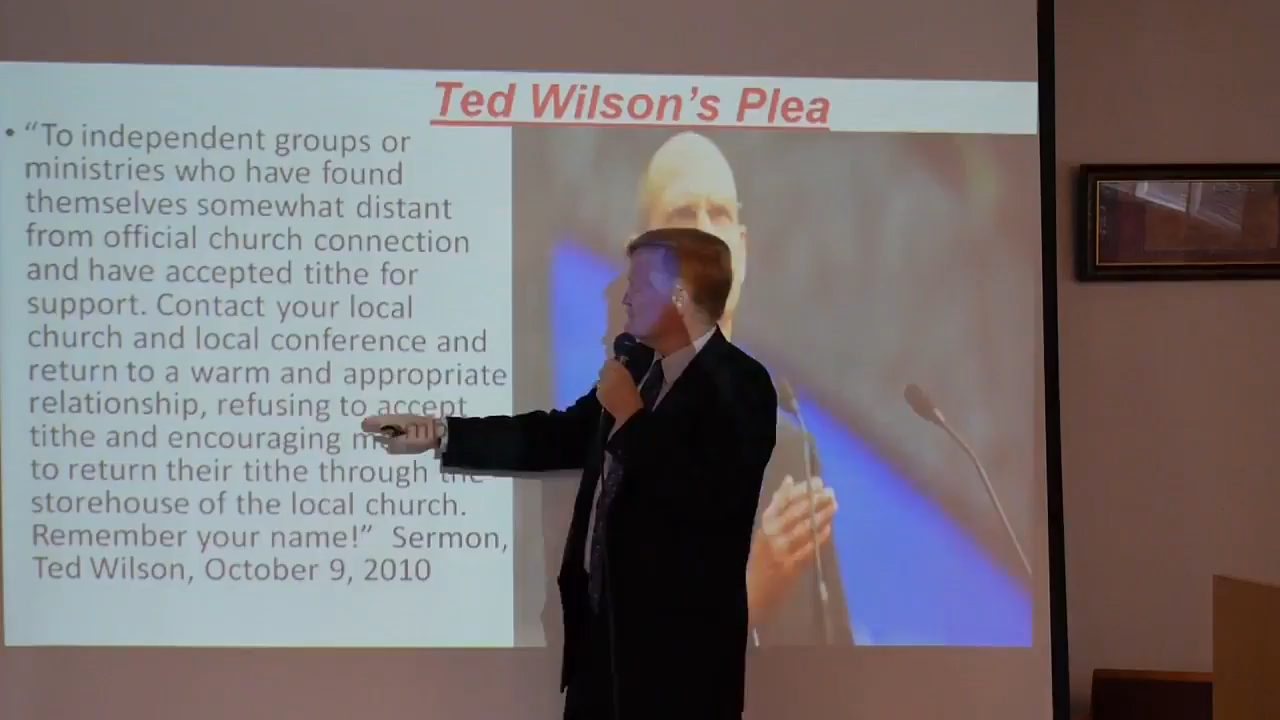 Ted Wilson's Plea
• “To independent groups or
ministries who have found
themselves somewhat distant
from official church connection
and have accepted tithe for
support. Contact your local
church and local conference and
return to a warm and appropriate
relationship, refusing to accept
tithe and encouraging
to return their tithe through the
storehouse of the local church.
Remember your name!” Sermon,
Ted Wilson, October 9, 2010